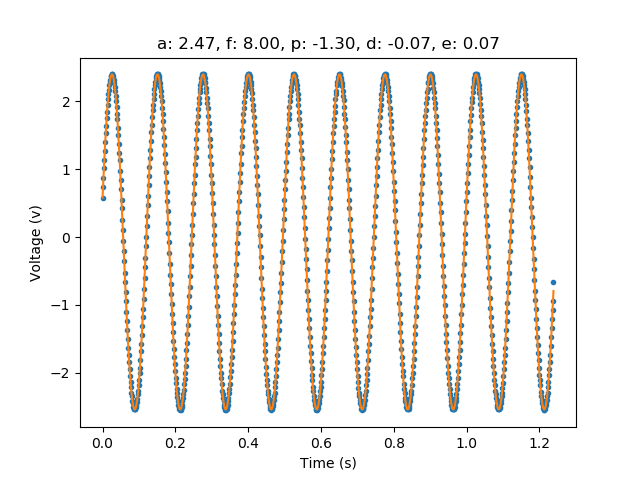 a: 2.47, f: 8.00, p: -1.30, d: -0.07, e: 0.07
Voltage (v)
2
1
0
−1
−2
0.0 0.2 0.4 0.6 0.8 1.0 1.2
Time (s)